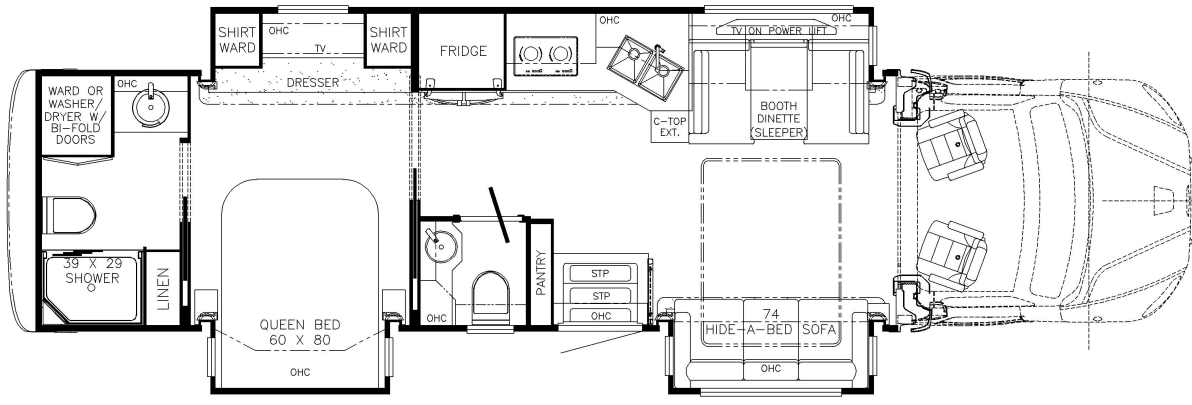 WARD OR
WASHER/
DRYER W/
BI-FOLD
DOORS
OHC
39 X 29
SHOWER
LINEN
SHIRT
WARD
OHC
TV
SHIRT
WARD
DRESSER
QUEEN BED
60 X 80
OHC
FRIDGE
OHC
C-TOP
EXT.
OHC
TV ON POWER LIFT
BOOTH
DINETTE
(SLEEPER)
OHC
PANTRY
STP
STP
OHC
74
HIDE-A-BED SOFA
OHC